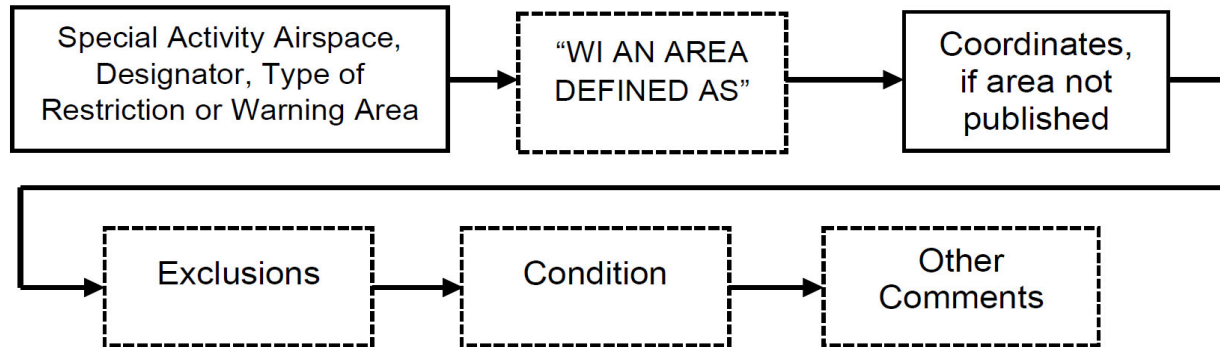 Special Activity Airspace,
Designator, Type of
Restriction or Warning Area
“WI AN AREA
DEFINED AS”
Coordinates,
if area not
published
Exclusions
Condition
Other
Comments